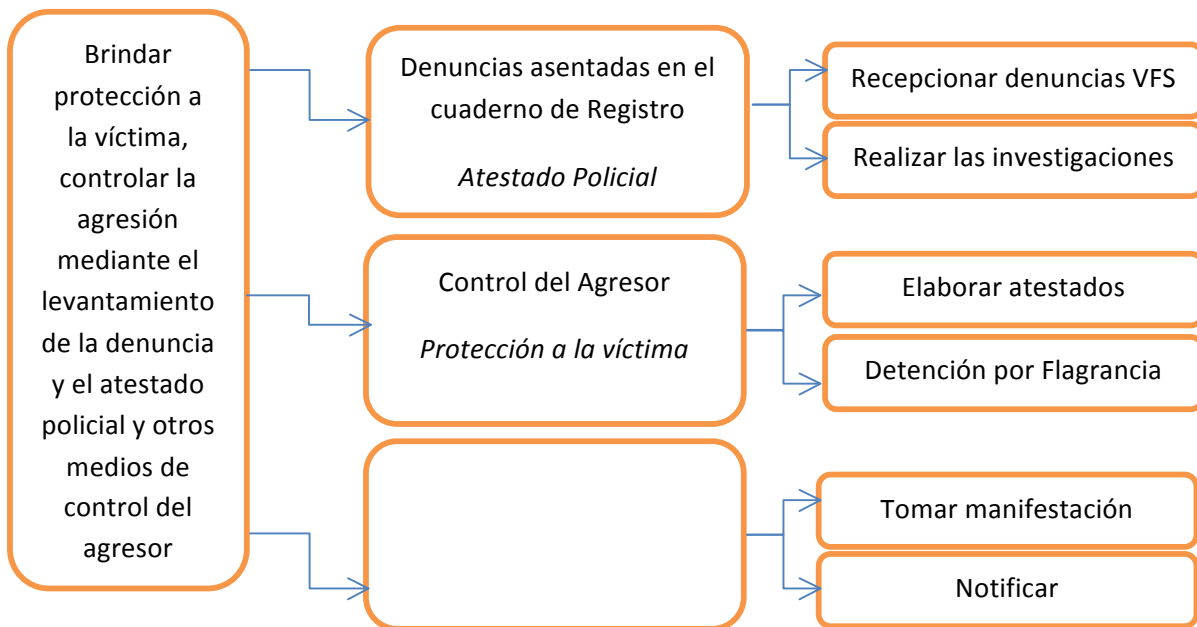 Brindar
protección a
la víctima,
controlar la
agresión
mediante el
levantamiento
de la denuncia
y el atestado
policial y otros
medios de
control del
agresor
Denuncias asentadas en el
cuaderno de Registro
Atestado Policial
Recepcionar denuncias VFS
Realizar las investigaciones
Control del Agresor
Protección a la víctima
Elaborar atestados
Detención por Flagrancia
Tomar manifestación
Notificar